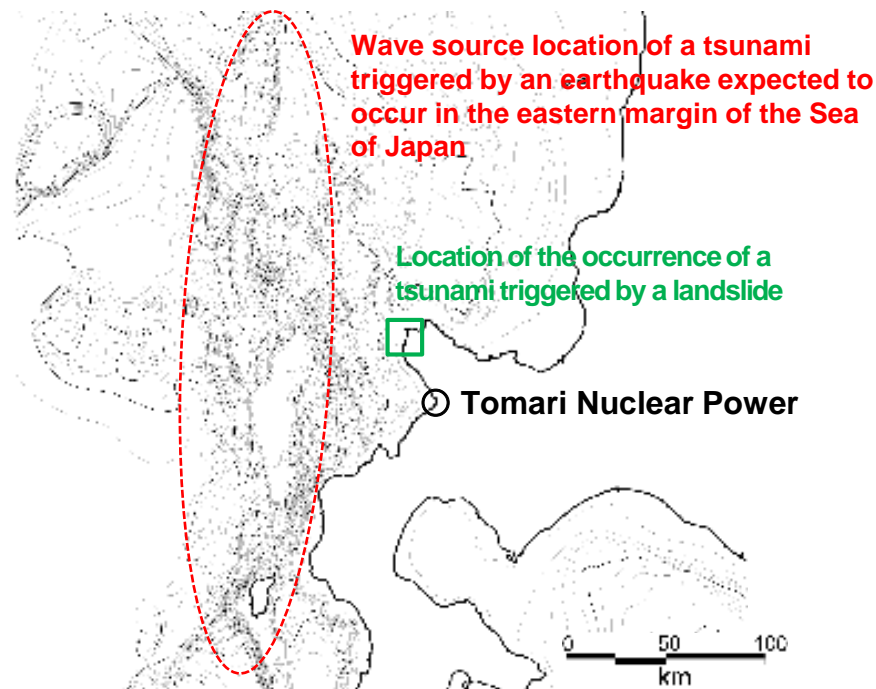 Wave source location of a tsunami
triggered by an earthquake expected to
occur in the eastern margin of the Sea
of Japan
Location of the occurrence of a
tsunami triggered by a landslide
Tomari Nuclear Power
0 50 100
km